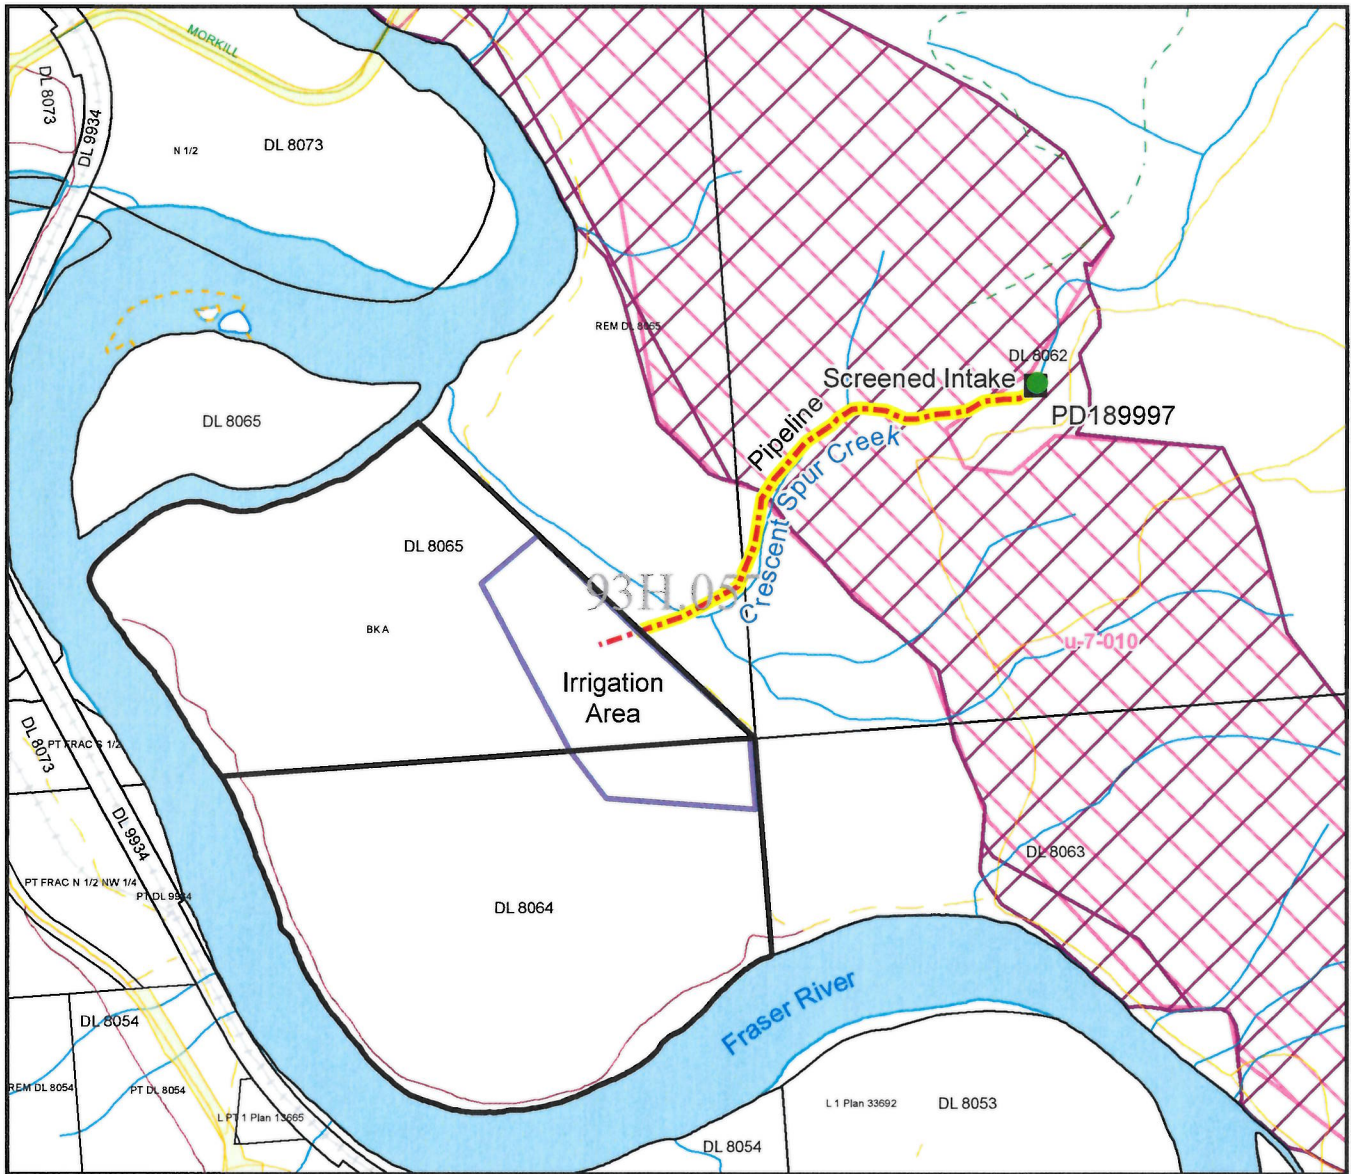 MORKILL
DL 8073
DL 9934
N 1/2
DL 8073
REM DL 8065
DL 8062
Screened Intake
PD189997
DL 8065
Pipeline
Crescent Spur Creek
DL 8065
93H.057
BK A
u-7-010
Irrigation
Area
DL 8073
PT FRAC S 1/2
DL 9934
DL 8063
PT FRAC N 1/2 NW 1/4
PT DL 9934
DL 8064
Fraser River
DL 8054
REM DL 8054
PT DL 8054
L PT 1 Plan 13665
L 1 Plan 33692
DL 8053
DL 8054